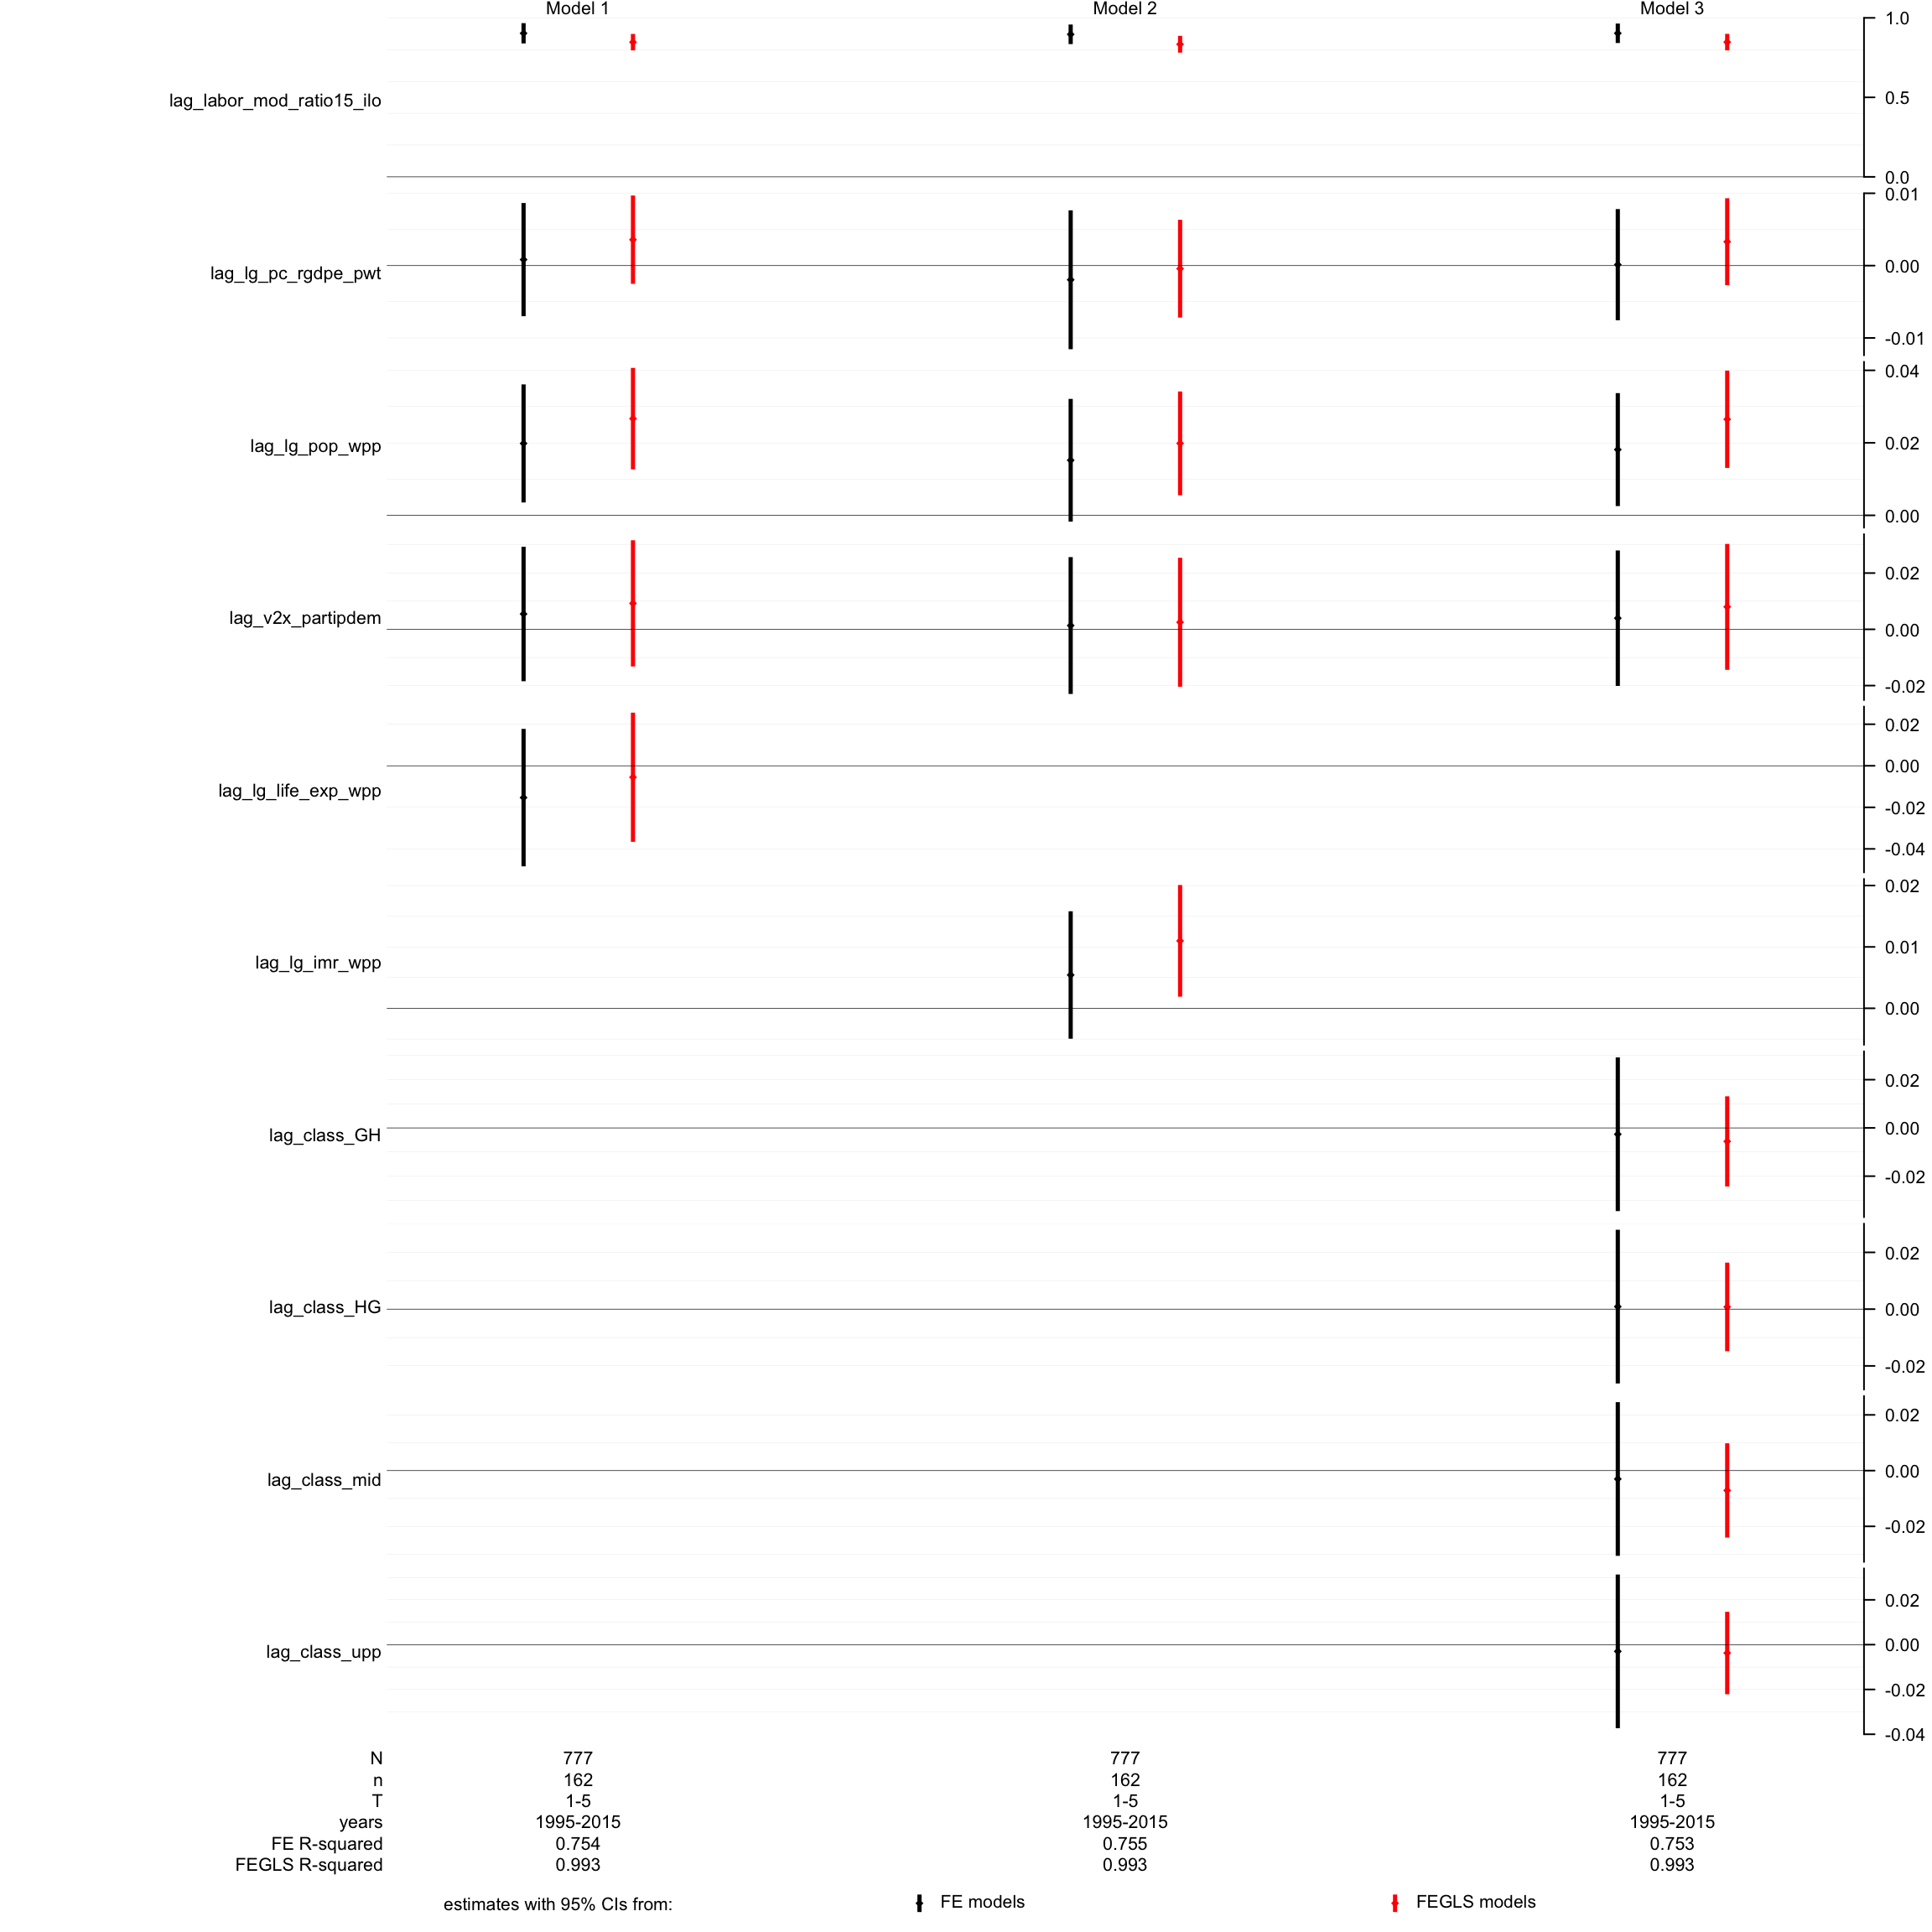 Model 1 Model 2 Model 3
1.0
lag_labor_mod_ratio15_ilo 0.5
0.0
0.01
lag_lg_pc_rgdpe_pwt 0.00
-0.01
0.04
lag_lg_pop_wpp 0.02
0.00
0.02
lag_v2x_partipdem 0.00
-0.02
0.02
0.00
lag_lg_life_exp_wpp -0.02
-0.04
0.02
lag_lg_imr_wpp 0.01
0.00
0.02
lag_class_GH 0.00
-0.02
0.02
lag_class_HG 0.00
-0.02
0.02
lag_class_mid 0.00
-0.02
0.02
lag_class_upp 0.00
-0.02
-0.04
N 777 777 777
n 162 162 162
T 1-5 1-5 1-5
years 1995-2015 1995-2015 1995-2015
FE R-squared 0.754 0.755 0.753
FEGLS R-squared 0.993 0.993 0.993
estimates with 95% CIs from: FE models FEGLS models